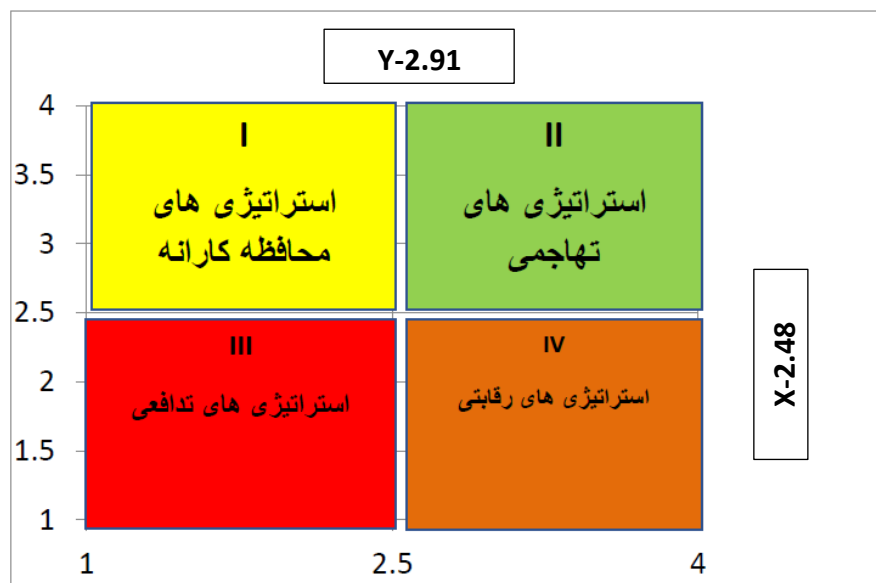 Y-2.91
4
3.5
3
2.5
2
1.5
1
I
استراتیژی های
محافظه کارانه
II
استراتیژی های
تهاجمی
III
استراتیژی های تدافعی
IV
استراتیژی های رقابتی
X-2.48
1
2.5
4